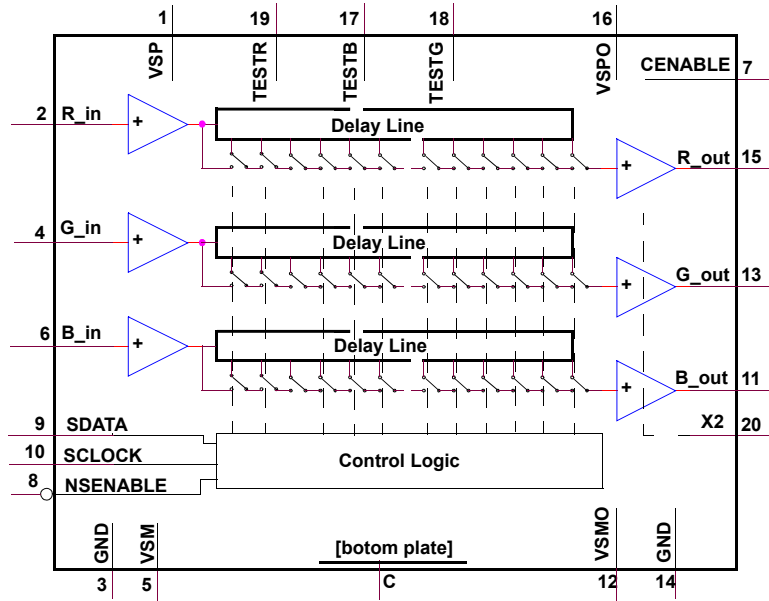 1
19
17
18
16
VSP
TESTR
TESTB
TESTG
VSPO
CENABLE
7
2
R_in
+
Delay Line
+
R_out
15
4
G_in
+
Delay Line
+
G_out
13
6
B_in
+
Delay Line
+
B_out
11
9
SDATA
X2
20
10
SCLOCK
Control Logic
8
NSENABLE
GND
VSM
[botom plate]
VSMO
GND
3
5
C
12
14